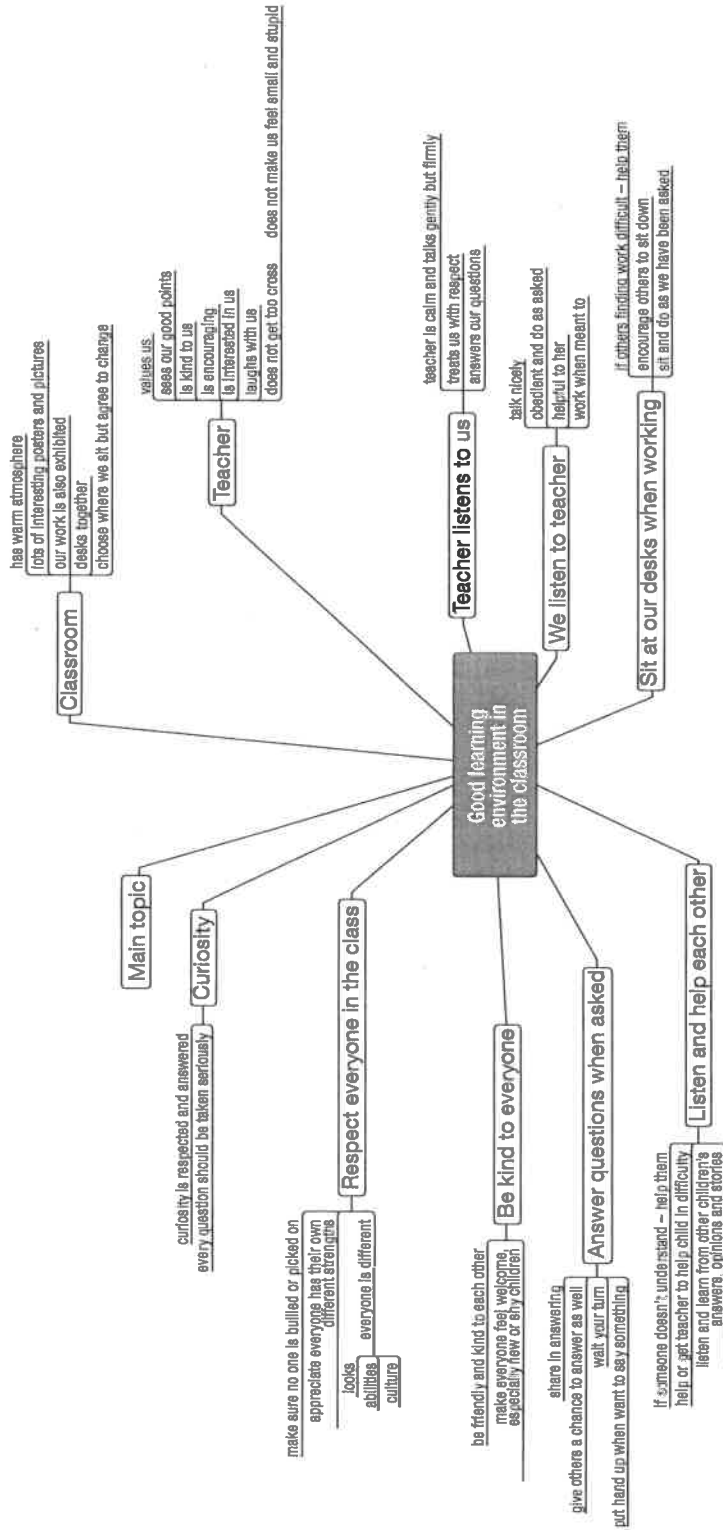 Good learning
environment in
the classroom
Main topic
Classroom
has warm atmosphere
lots of interesting posters and pictures
our work is also exhibited
desks together
choose where we sit but agree to change
Teacher
values us
sees our good points
is kind to us
is encouraging
is interested in us
laughs with us
does not get too cross does not make us feel small and stupid
Teacher listens to us
teacher is calm and talks gently but firmly
treats us with respect
answers our questions
We listen to teacher
talk nicely
obedient and do as asked
helpful to her
work when meant to
Sit at our desks when working
if others finding work difficult – help them
encourage others to sit down
sit and do as we have been asked
Curiosity
curiosity is respected and answered
every question should be taken seriously
Respect everyone in the class
make sure no one is bullied or picked on
appreciate everyone has their own
different strengths
everyone is different
looks
abilities
culture
Be kind to everyone
be friendly and kind to each other
make everyone feel welcome,
especially new or shy children
Answer questions when asked
share in answering
give others a chance to answer as well
wait your turn
put hand up when want to say something
Listen and help each other
if someone doesn't understand – help them
help or get teacher to help child in difficulty
listen and learn from other children's
answers, opinions and stories